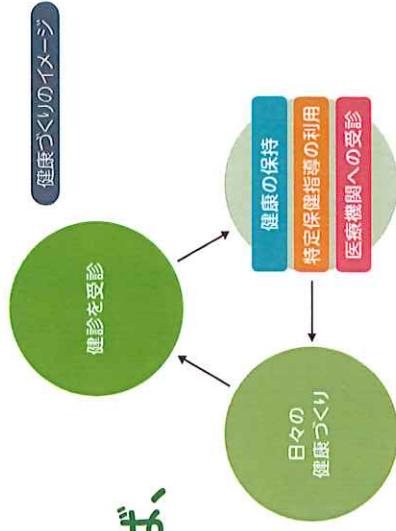 健康づくりのイメージ
健診を受診
健康の保持
特定保健指導の利用
医療機関への受診
日々の
健康づくり
ば、